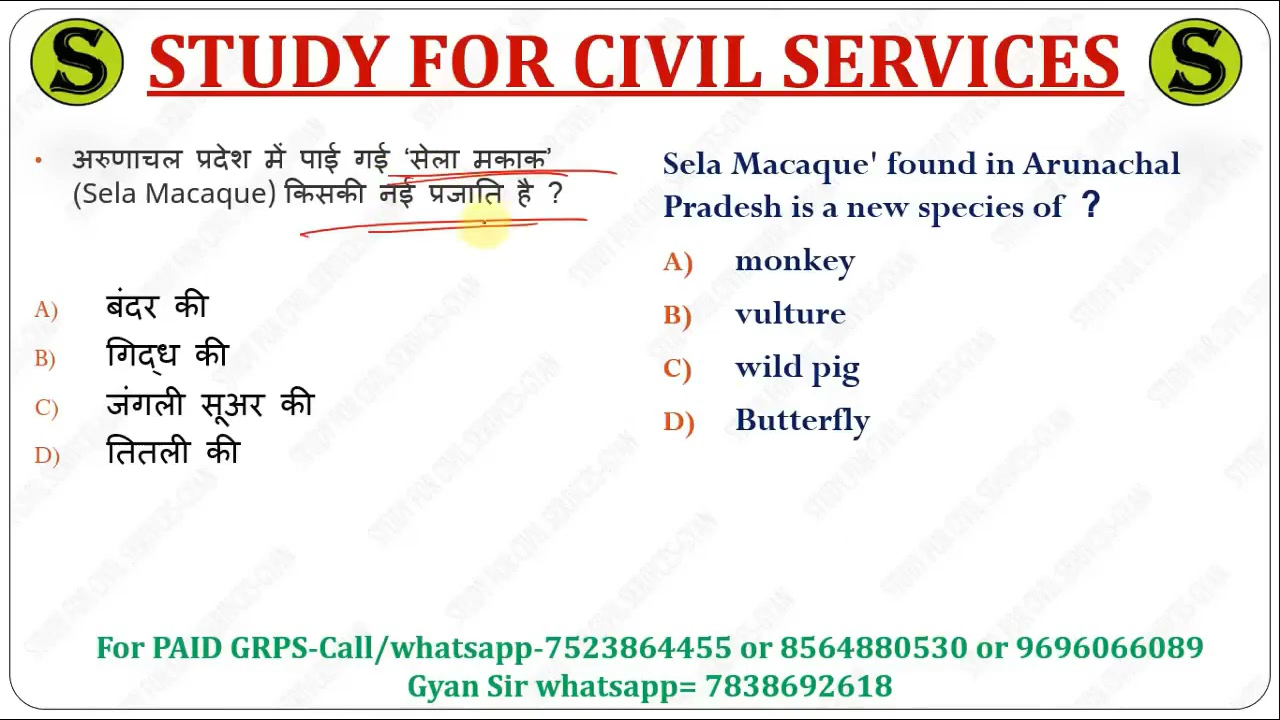 S STUDY FOR CIVIL SERVICES S
• अरुणाचल प्रदेश में पाई गई ‘सेला मकाक’
(Sela Macaque) किसकी नई प्रजाति है ?
A) बंदर की
B) गिद्ध की
C) जंगली सूअर की
D) तितली की
Sela Macaque' found in Arunachal
Pradesh is a new species of ?
A) monkey
B) vulture
C) wild pig
D) Butterfly
For PAID GRPS-Call/whatsapp-7523864455 or 8564880530 or 9696066089
Gyan Sir whatsapp= 7838692618